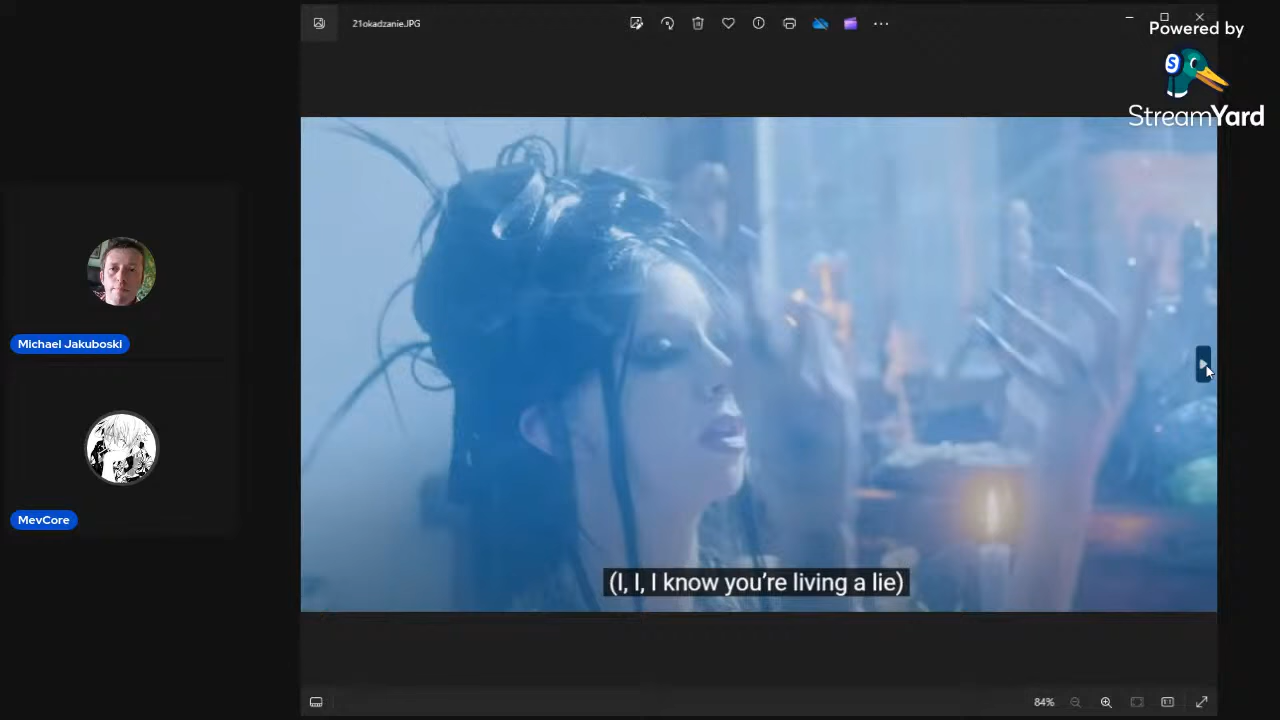 21okadzanie.JPG
Powered by
S
StreamYard
Michael Jakuboski
MevCore
(I, I, I know you’re living a lie)
84%